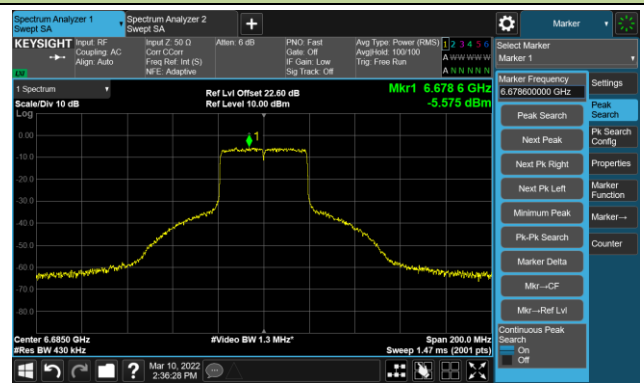 Spectrum Analyzer 1
Swept SA
Spectrum Analyzer 2
Swept SA
+
Marker
KEYSIGHT
Input: RF
Coupling: AC
Align: Auto
Input Z: 50 Ω
Corr CCorr
Freq Ref: Int (S)
NFE: Adaptive
Atten: 6 dB
PNO: Fast
Gate: Off
IF Gain: Low
Sig Track: Off
Avg Type: Power (RMS)
Avg|Hold: 100/100
Trig: Free Run
1 2 3 4 5 6
A W W W W W
A N N N N N
Select Marker
Marker 1
LXI
1 Spectrum
Scale/Div 10 dB
Log
Ref Lvl Offset 22.60 dB
Ref Level 10.00 dBm
Mkr1 6.678 6 GHz
-5.575 dBm
1
0.00
-10.0
-20.0
-30.0
-40.0
-50.0
-60.0
-70.0
-80.0
Center 6.6850 GHz
#Res BW 430 kHz
#Video BW 1.3 MHz*
Span 200.0 MHz
Sweep 1.47 ms (2001 pts)
Marker Frequency
6.678600000 GHz
Peak Search
Next Peak
Next Pk Right
Next Pk Left
Minimum Peak
Pk-Pk Search
Marker Delta
Mkr→CF
Mkr→Ref Lvl
Continuous Peak
Search
On
Off
Settings
Peak
Search
Pk Search
Config
Properties
Marker
Function
Marker→
Counter
?
Mar 10, 2022
2:36:28 PM